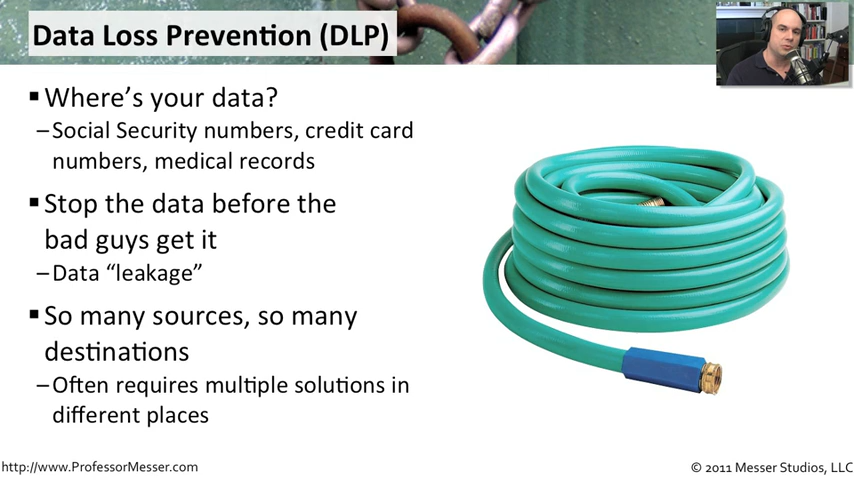 Data Loss Prevention (DLP)
▪ Where’s your data?
– Social Security numbers, credit card
numbers, medical records
▪ Stop the data before the
bad guys get it
– Data “leakage”
▪ So many sources, so many
destinations
– Often requires multiple solutions in
different places
http://www.ProfessorMesser.com
© 2011 Messer Studios, LLC